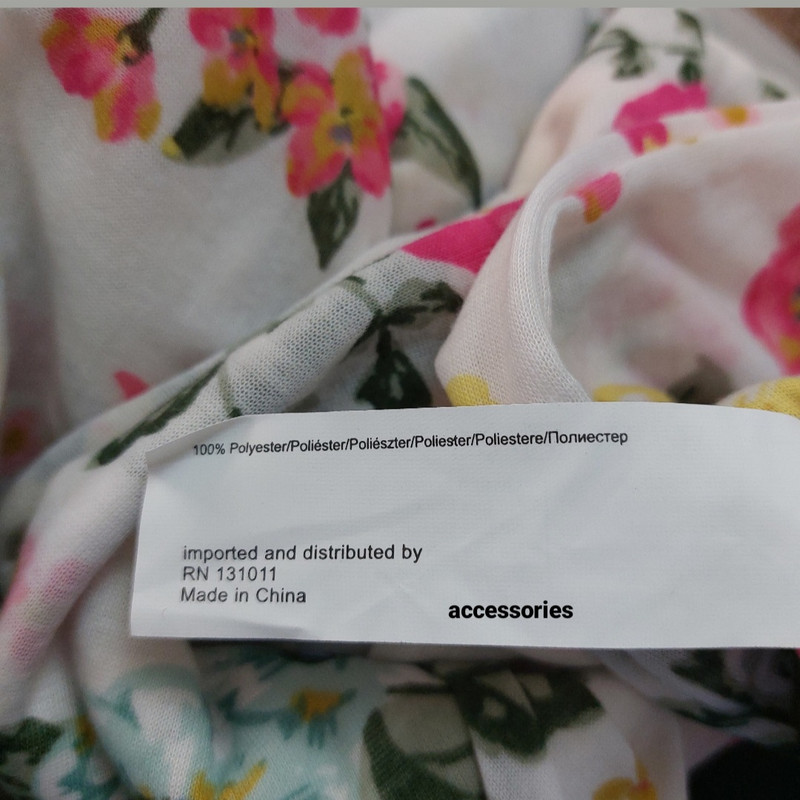 100% Polyester/Poliéster/Poliészter/Poliester/Poliestere/Полиестер
imported and distributed by
RN 131011
Made in China
accessories